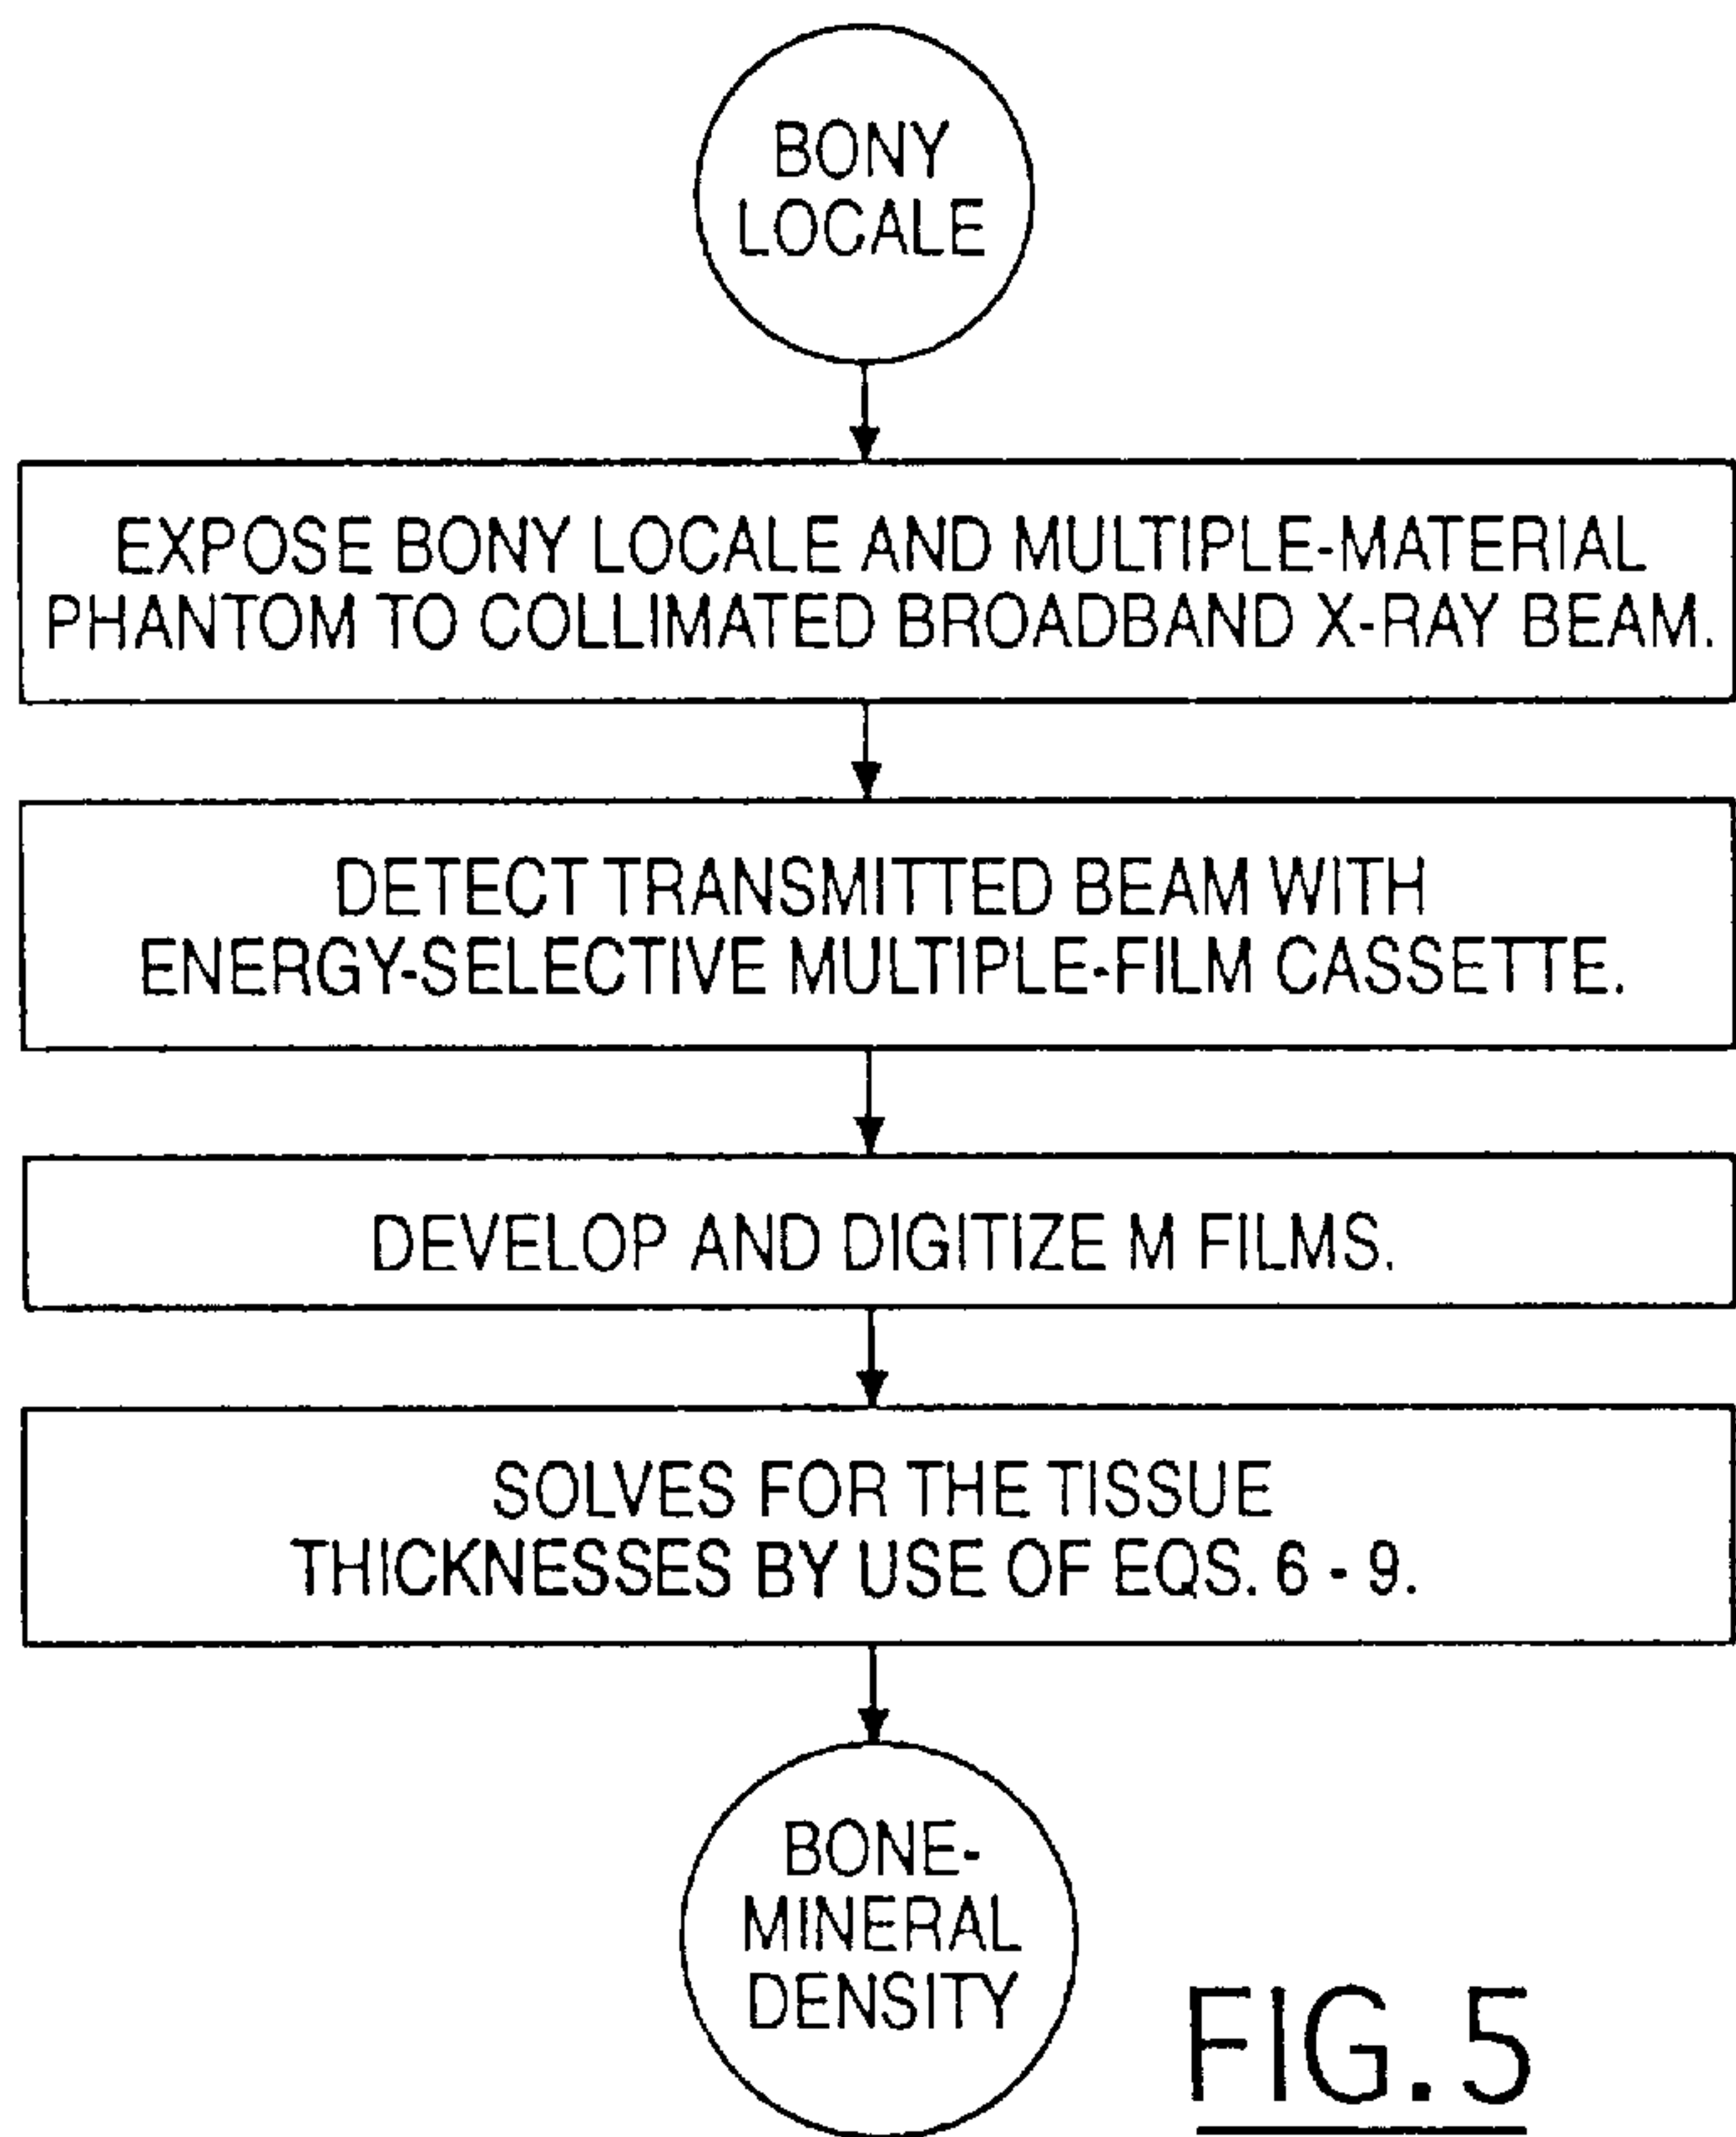 BONY
LOCALE
EXPOSE BONY LOCALE AND MULTIPLE-MATERIAL
PHANTOM TO COLLIMATED BROADBAND X-RAY BEAM.
DETECT TRANSMITTED BEAM WITH
ENERGY-SELECTIVE MULTIPLE-FILM CASSETTE.
DEVELOP AND DIGITIZE M FILMS.
SOLVES FOR THE TISSUE
THICKNESSES BY USE OF EQS. 6 - 9.
BONE-
MINERAL
DENSITY
FIG. 5